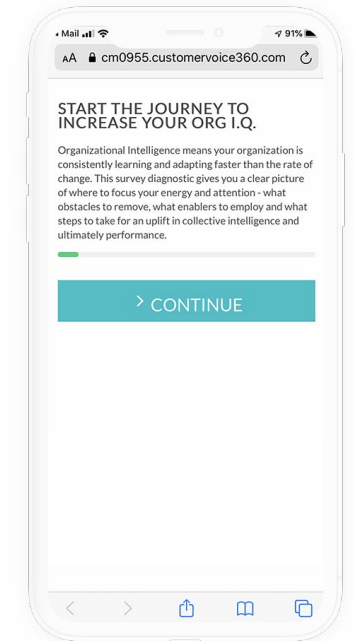 Mail 91%
AA cm0955.customervoice360.com
START THE JOURNEY TO
INCREASE YOUR ORG I.Q.
Organizational Intelligence means your organization is
consistently learning and adapting faster than the rate of
change. This survey diagnostic gives you a clear picture
of where to focus your energy and attention - what
obstacles to remove, what enablers to employ and what
steps to take for an uplift in collective intelligence and
ultimately performance.
> CONTINUE